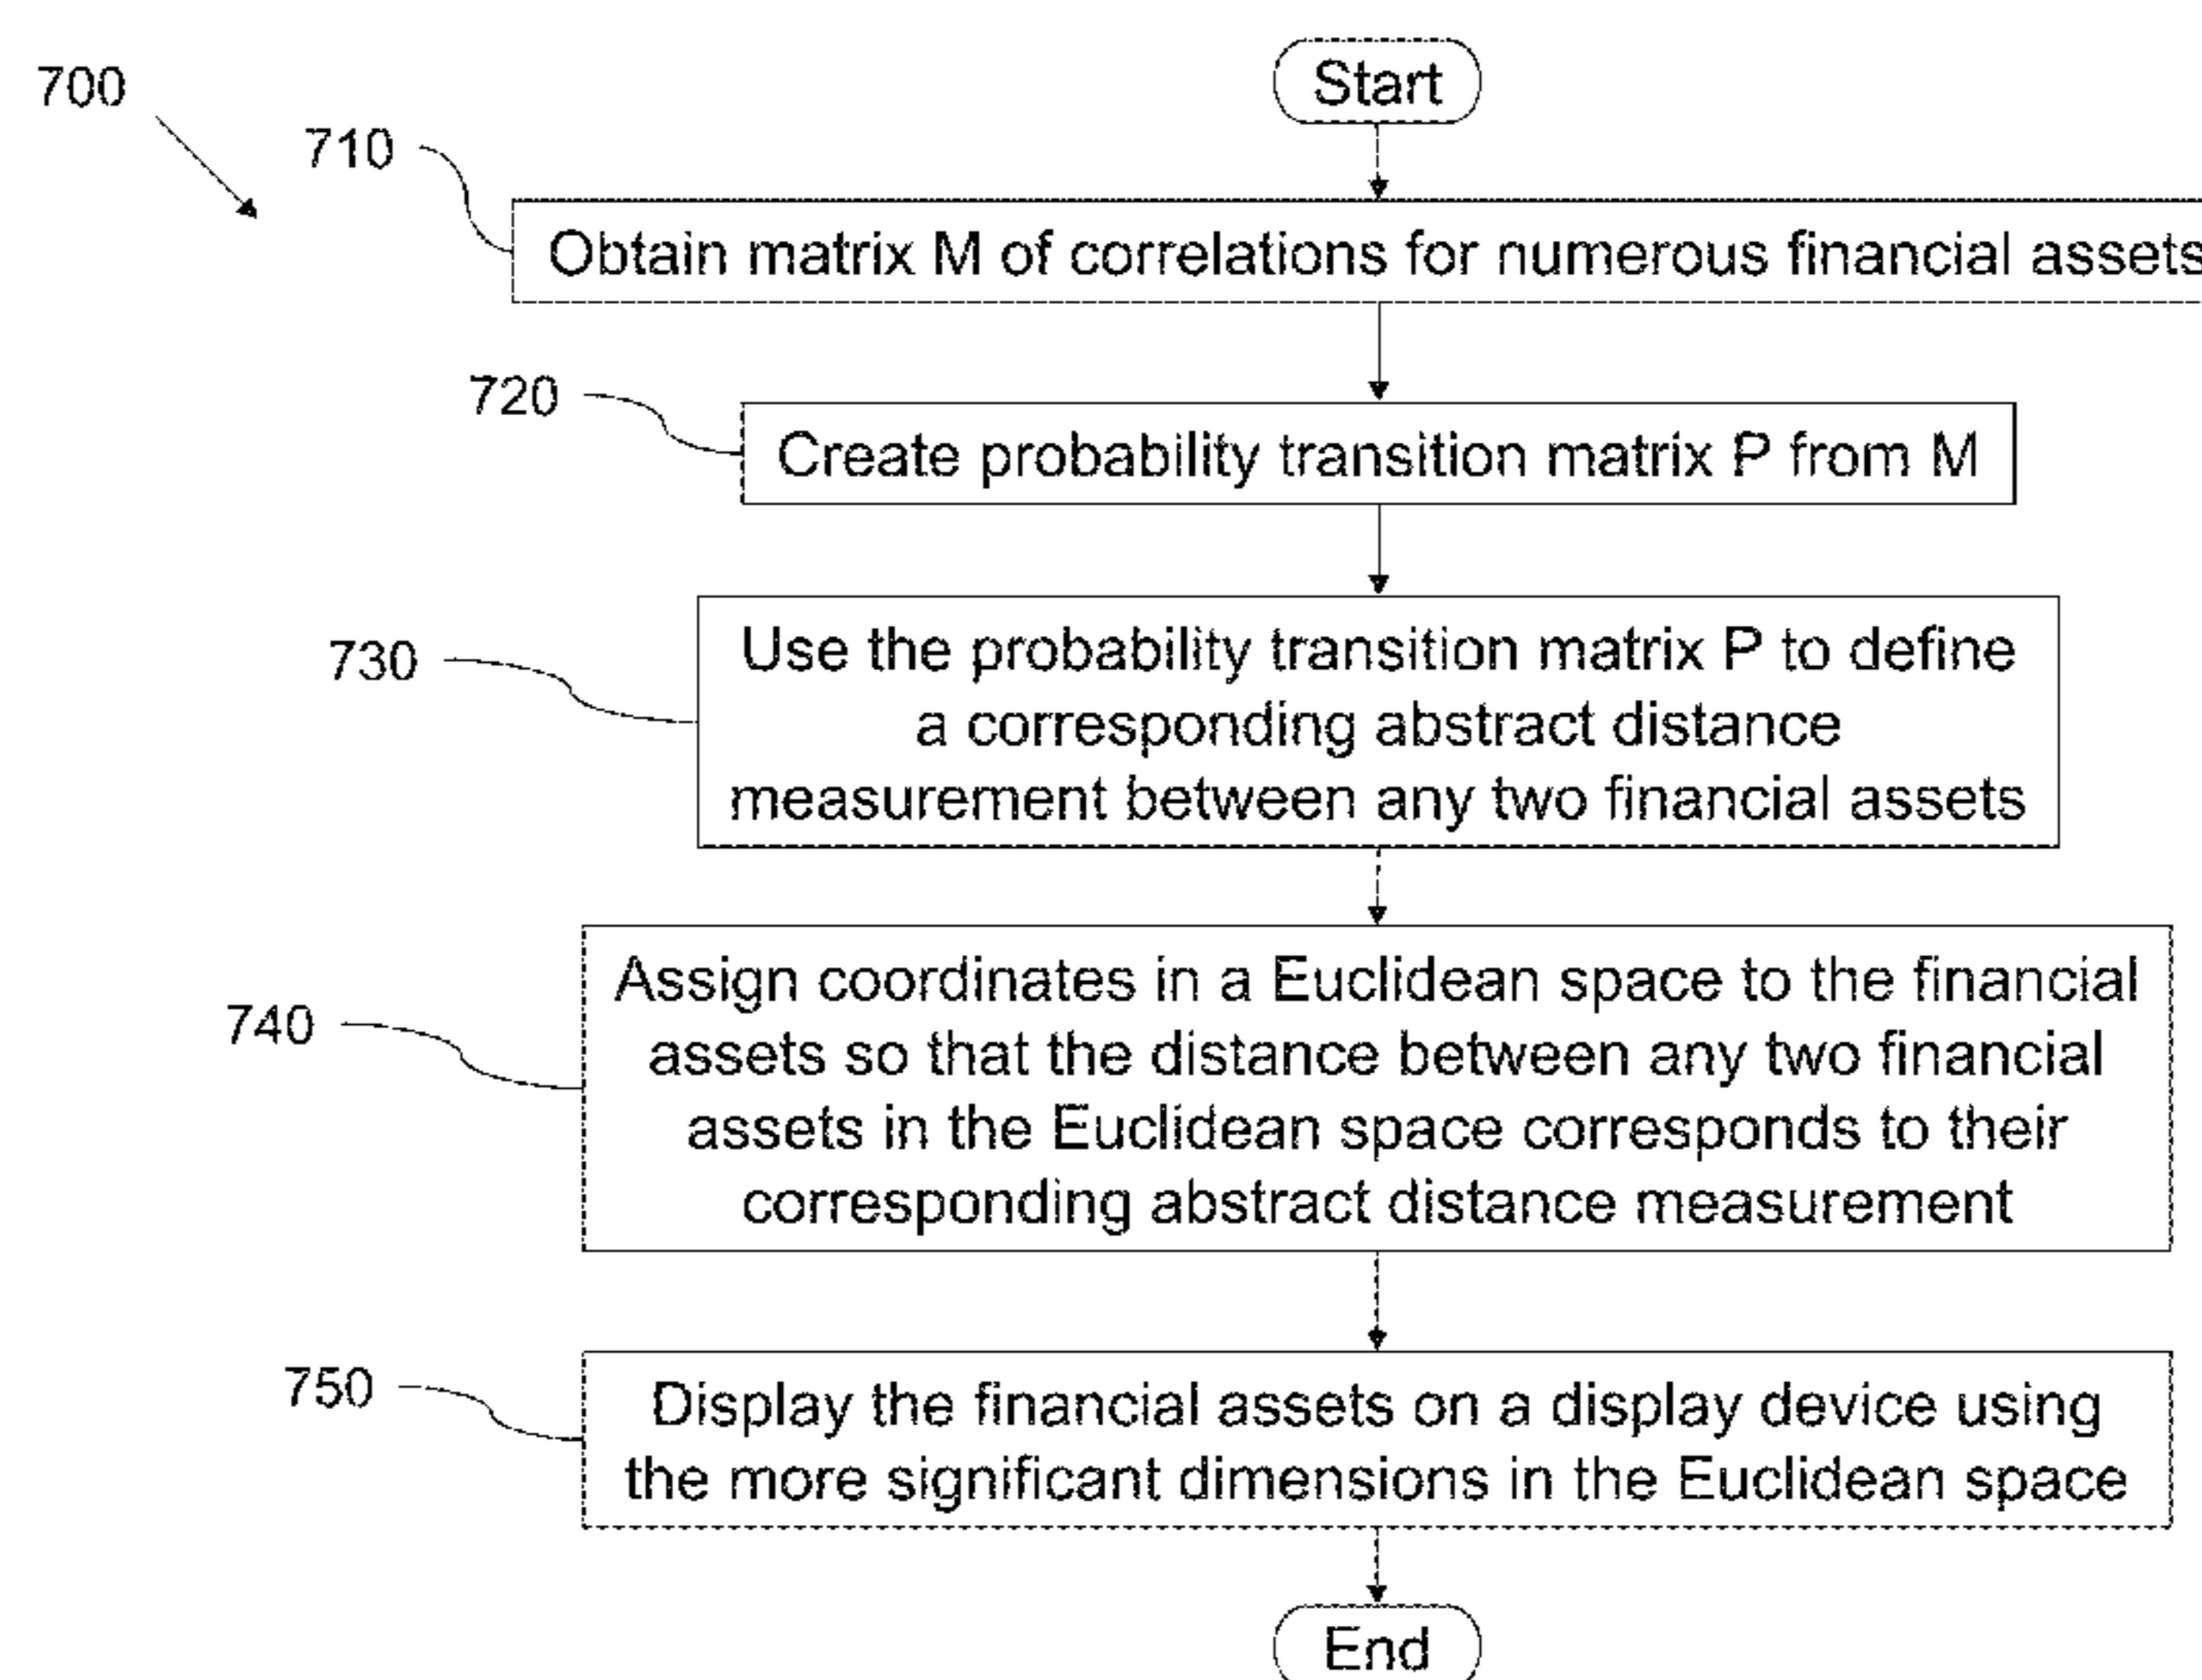 Start
700
710
Obtain matrix M of correlations for numerous financial assets
720
Create probability transition matrix P from M
730
Use the probability transition matrix P to define
a corresponding abstract distance
measurement between any two financial assets
740
Assign coordinates in a Euclidean space to the financial
assets so that the distance between any two financial
assets in the Euclidean space corresponds to their
corresponding abstract distance measurement
750
Display the financial assets on a display device using
the more significant dimensions in the Euclidean space
End